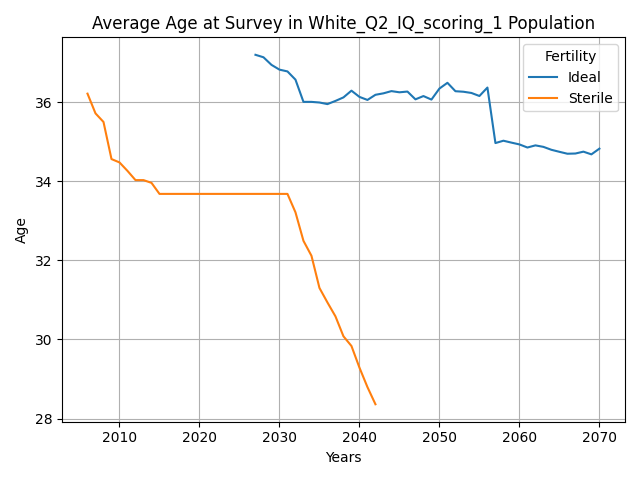 Average Age at Survey in White_Q2_IQ_scoring_1 Population
Fertility
Ideal
Sterile
Age
36
34
32
30
28
2010 2020 2030 2040 2050 2060 2070
Years